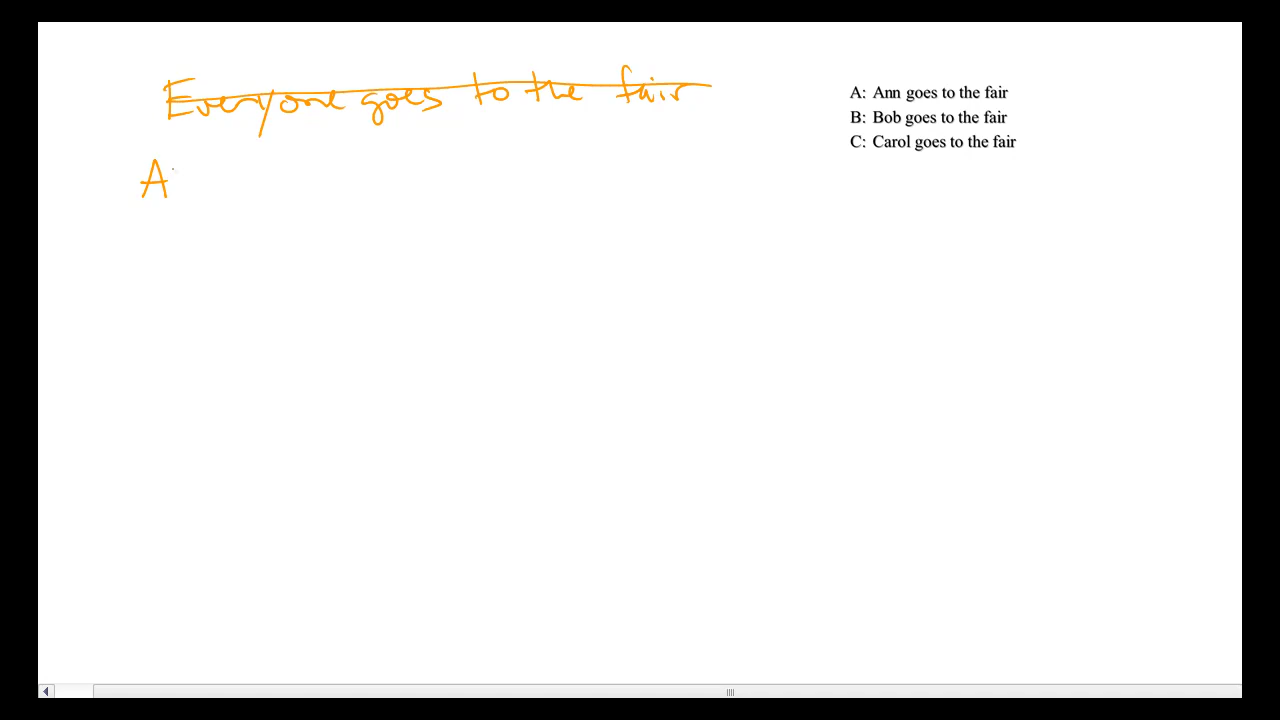 Everyone goes to the fair
A
A: Ann goes to the fair
B: Bob goes to the fair
C: Carol goes to the fair